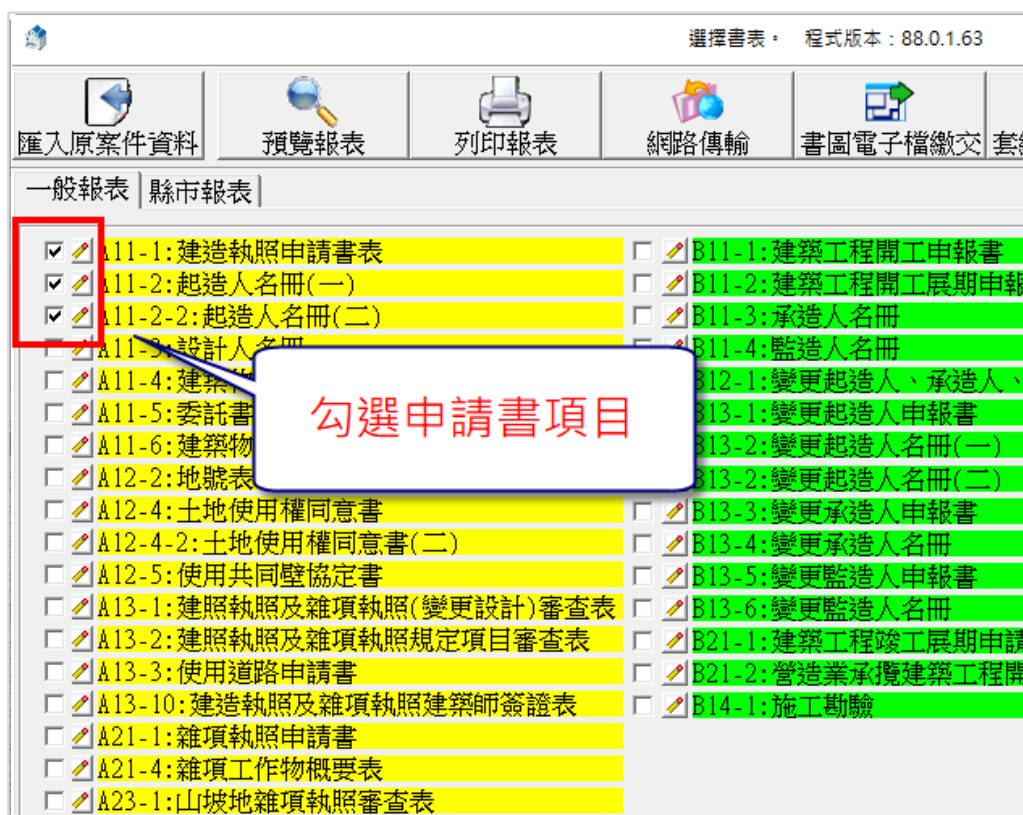 選擇書表。 程式版本：88.0.1.63
匯入原案件資料 預覽報表 列印報表 網路傳輸 書圖電子檔繳交 套
一般報表 縣市報表
A11-1:建造執照申請書表
A11-2:起造人名冊(一)
A11-2-2:起造人名冊(二)
A11-3:設計人名冊
A11-4:建築
A11-5:委託書
A11-6:建築物
A12-2:地號表
A12-4:土地使用權同意書
A12-4-2:土地使用權同意書(二)
A12-5:使用共同壁協定書
A13-1:建照執照及雜項執照(變更設計)審查表
A13-2:建照執照及雜項執照規定項目審查表
A13-3:使用道路申請書
A13-10:建造執照及雜項執照建築師簽證表
A21-1:雜項執照申請書
A21-4:雜項工作物概要表
A23-1:山坡地雜項執照審查表
勾選申請書項目
B11-1:建築工程開工申報書
B11-2:建築工程開工展期申報
B11-3:承造人名冊
B11-4:監造人名冊
B12-1:變更起造人、承造人、
B13-1:變更起造人申報書
B13-2:變更起造人名冊(一)
B13-2:變更起造人名冊(二)
B13-3:變更承造人申報書
B13-4:變更承造人名冊
B13-5:變更監造人申報書
B13-6:變更監造人名冊
B21-1:建築工程竣工展期申請
B21-2:營造業承攬建築工程開
B14-1:施工勘驗